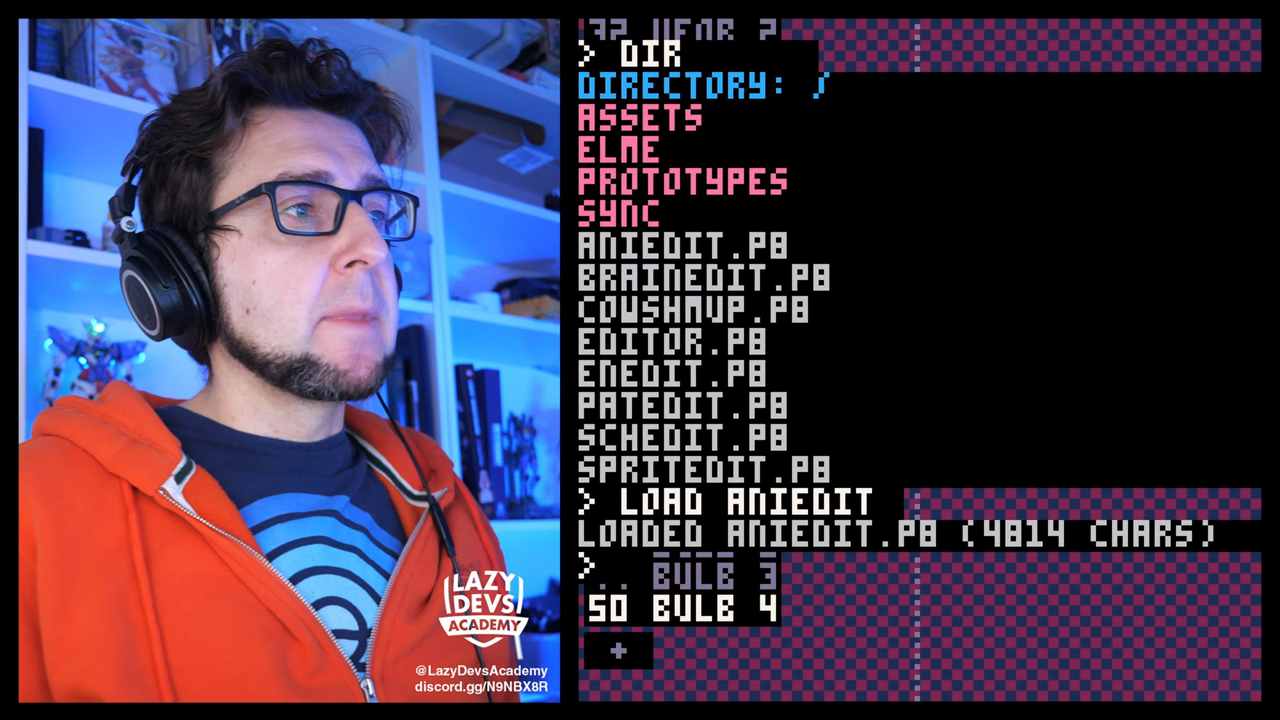 LAZY
DEVS
ACADEMY
@LazyDevsAcademy
discord.gg/N9NBX8R
> DIR
DIRECTORY: /
ASSETS
ELME
PROTOTYPES
SYNC
ANIEDIT.P8
BRAINEDIT.P8
COWSHMUP.P8
EDITOR.P8
ENEDIT.P8
PATEDIT.P8
SCHEDIT.P8
SPRITEDIT.P8
> LOAD ANIEDIT
LOADED ANIEDIT.P8 (4814 CHARS)
>
.. BULB 3
50 BULB 4
+